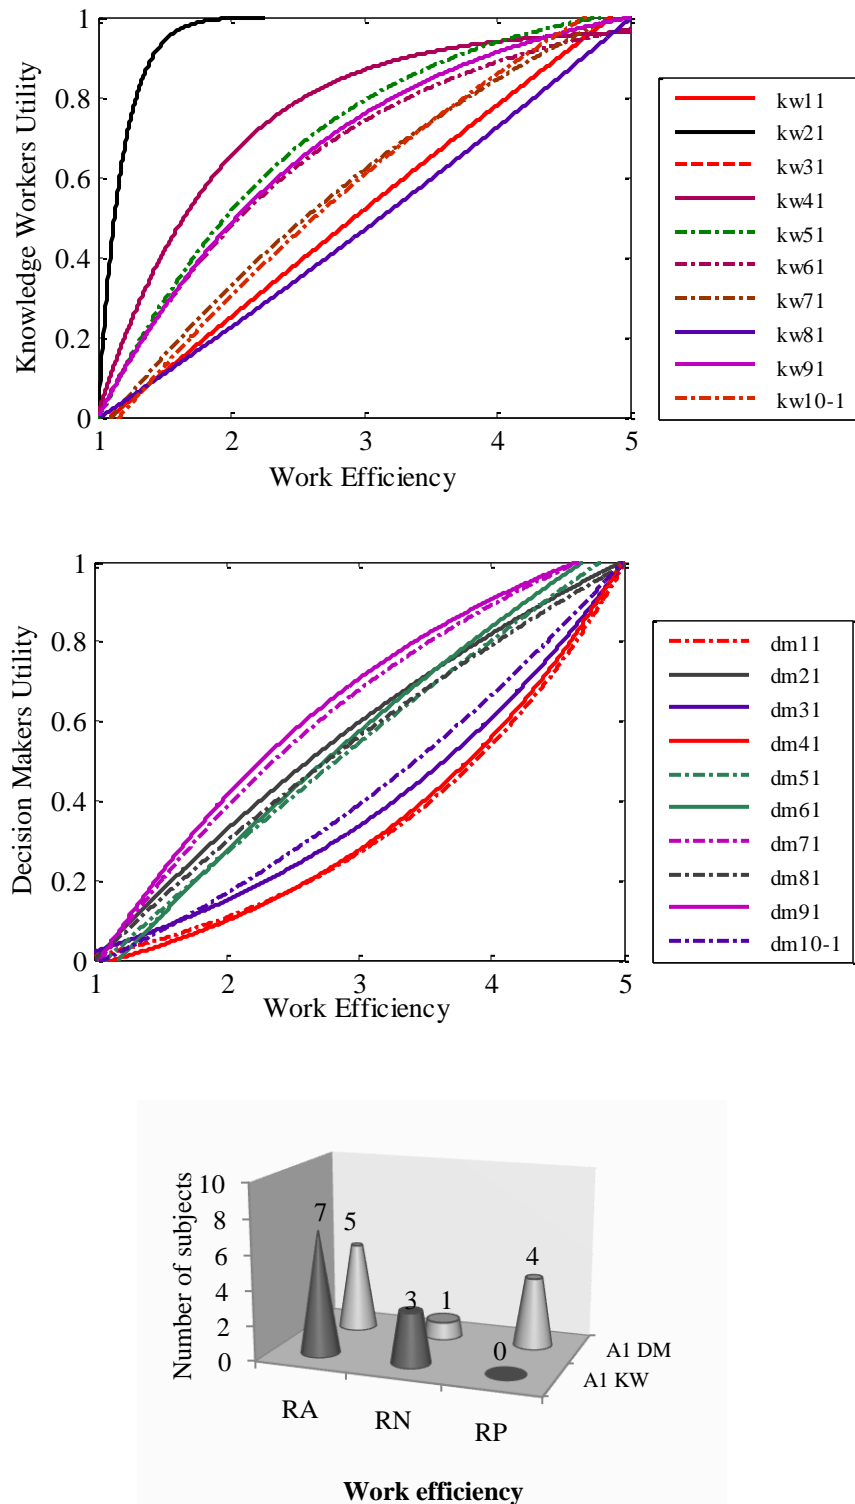 1
0.8
0.6
0.4
0.2
0
Knowledge Workers Utility
1 2 3 4 5
Work Efficiency
kw11
kw21
kw31
kw41
kw51
kw61
kw71
kw81
kw91
kw10-1
1
0.8
0.6
0.4
0.2
0
Decision Makers Utility
1 2 3 4 5
Work Efficiency
dm11
dm21
dm31
dm41
dm51
dm61
dm71
dm81
dm91
dm10-1
Number of subjects
10
8
6
4
2
0
7 5 3 1 0 4
RA RN RP
A1 DM
A1 KW
Work efficiency